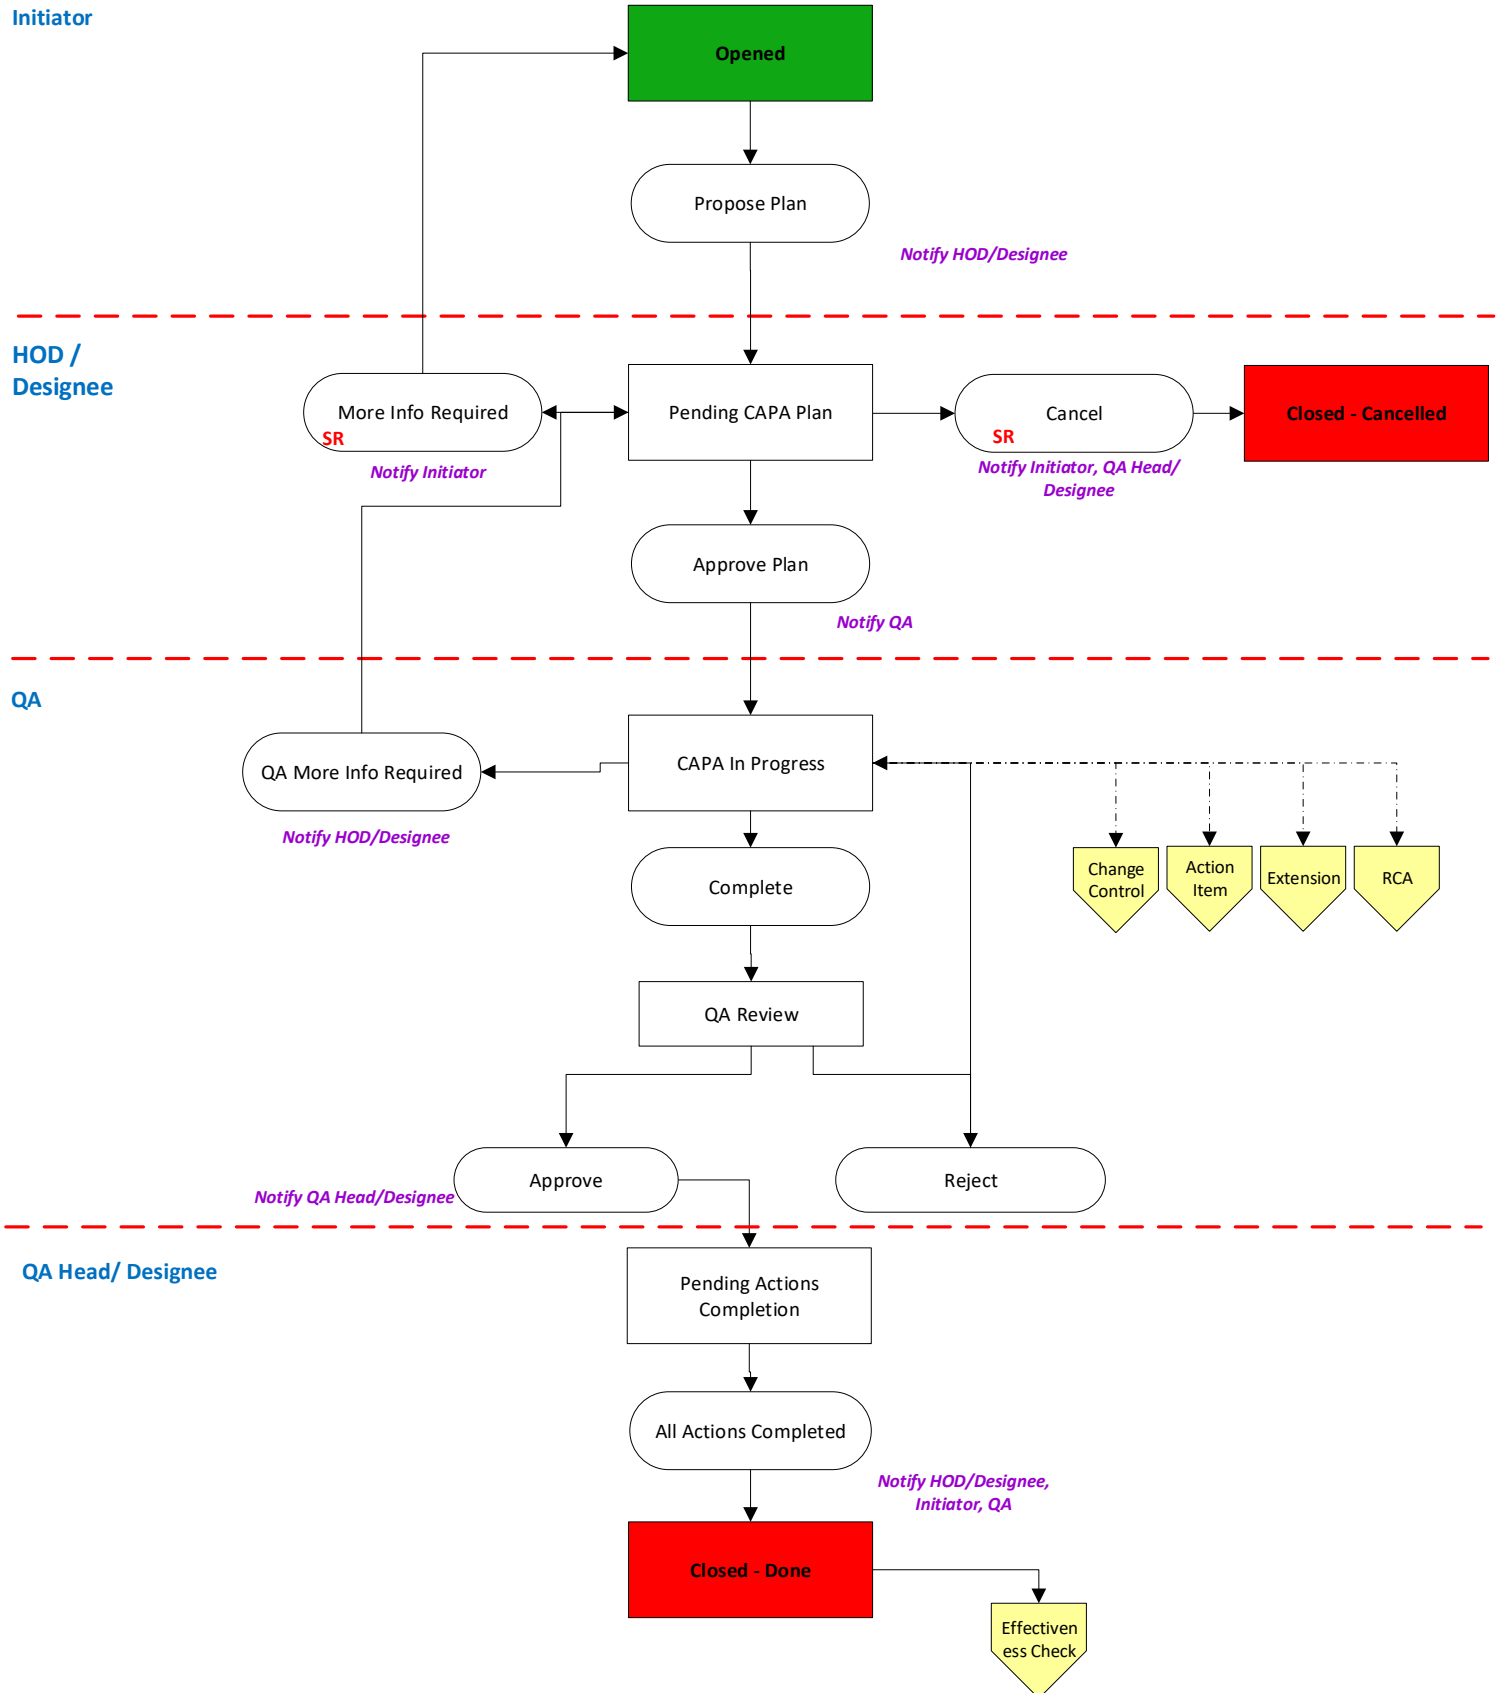 Initiator
Opened
Propose Plan
Notify HOD/Designee
HOD /
Designee
More Info Required
SR
Notify Initiator
Pending CAPA Plan
Cancel
SR
Notify Initiator, QA Head/
Designee
Closed - Cancelled
Approve Plan
Notify QA
QA
QA More Info Required
Notify HOD/Designee
CAPA In Progress
Change
Control
Action
Item
Extension
RCA
Complete
QA Review
Approve
Notify QA Head/Designee
Reject
QA Head/ Designee
Pending Actions
Completion
All Actions Completed
Notify HOD/Designee,
Initiator, QA
Closed - Done
Effectiven
ess Check